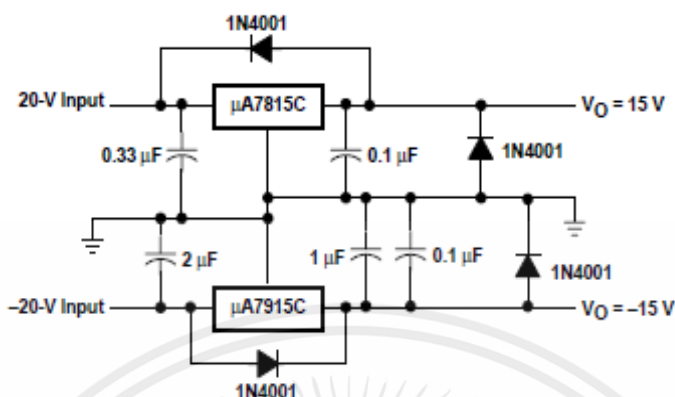 1N4001
20-V Input
μA7815C
VO = 15 V
0.33 μF
0.1 μF
1N4001
2 μF
1 μF
0.1 μF
1N4001
–20-V Input
μA7915C
VO = –15 V
1N4001